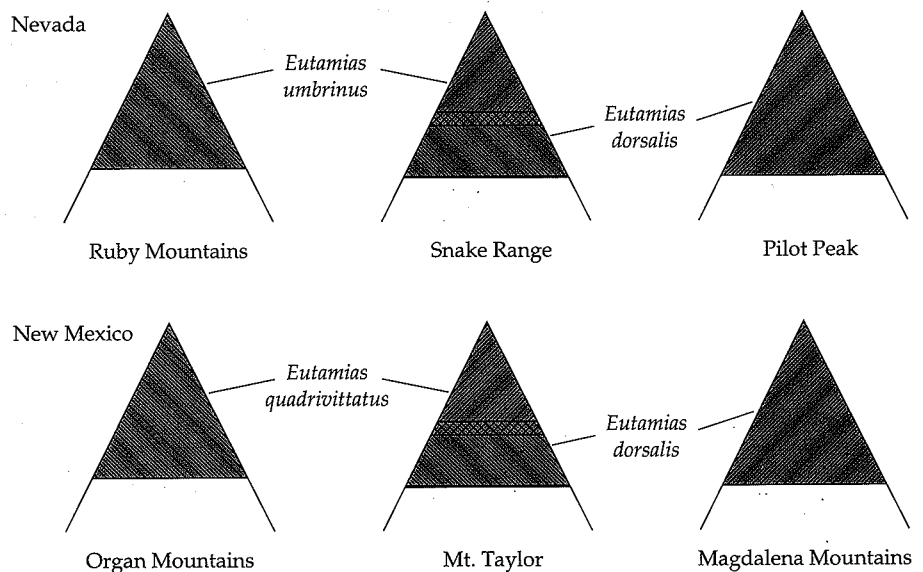 Nevada
Eutamias
umbrinus
Eutamias
dorsalis
Ruby Mountains
Snake Range
Pilot Peak
New Mexico
Eutamias
quadrivittatus
Eutamias
dorsalis
Organ Mountains
Mt. Taylor
Magdalena Mountains